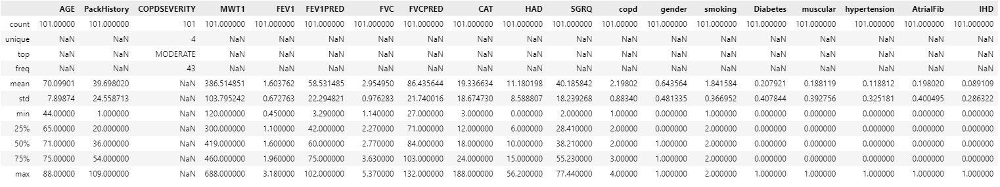 AGE PackHistory COPDSEVERITY MWT1 FEV1 FEV1PRED FVC FVCPRED CAT HAD SGRQ copd gender smoking Diabetes muscular hypertension AtrialFib IHD
count 101.00000 101.000000 101 101.000000 101.000000 101.000000 101.000000 101.000000 101.000000 101.000000 101.000000 101.00000 101.000000 101.000000 101.000000 101.000000 101.000000 101.000000 101.000000
unique NaN NaN 4 NaN NaN NaN NaN NaN NaN NaN NaN NaN NaN NaN NaN NaN NaN NaN NaN
top NaN NaN MODERATE NaN NaN NaN NaN NaN NaN NaN NaN NaN NaN NaN NaN NaN NaN NaN NaN
freq NaN NaN 43 NaN NaN NaN NaN NaN NaN NaN NaN NaN NaN NaN NaN NaN NaN NaN NaN
mean 70.09901 39.698020 NaN 386.514851 1.603762 58.531485 2.954950 86.435644 19.336634 11.180198 40.185842 2.19802 0.643564 1.841584 0.207921 0.188119 0.118812 0.198020 0.089109
std 7.89874 24.558713 NaN 103.795242 0.672763 22.294821 0.976283 21.740016 18.674730 8.588807 18.239268 0.88340 0.481335 0.366952 0.407844 0.392756 0.325181 0.400495 0.286322
min 44.00000 1.000000 NaN 120.000000 0.450000 3.290000 1.140000 27.000000 3.000000 0.000000 2.000000 1.00000 0.000000 1.000000 0.000000 0.000000 0.000000 0.000000 0.000000
25% 65.00000 20.000000 NaN 300.000000 1.100000 42.000000 2.270000 71.000000 12.000000 6.000000 28.410000 2.00000 0.000000 2.000000 0.000000 0.000000 0.000000 0.000000 0.000000
50% 71.00000 36.000000 NaN 419.000000 1.600000 60.000000 2.770000 84.000000 18.000000 10.000000 38.210000 2.00000 1.000000 2.000000 0.000000 0.000000 0.000000 0.000000 0.000000
75% 75.00000 54.000000 NaN 460.000000 1.960000 75.000000 3.630000 103.000000 24.000000 15.000000 55.230000 3.00000 1.000000 2.000000 0.000000 0.000000 0.000000 0.000000 0.000000
max 88.00000 109.000000 NaN 688.000000 3.180000 102.000000 5.370000 132.000000 188.000000 56.200000 77.440000 4.00000 1.000000 2.000000 1.000000 1.000000 1.000000 1.000000 1.000000